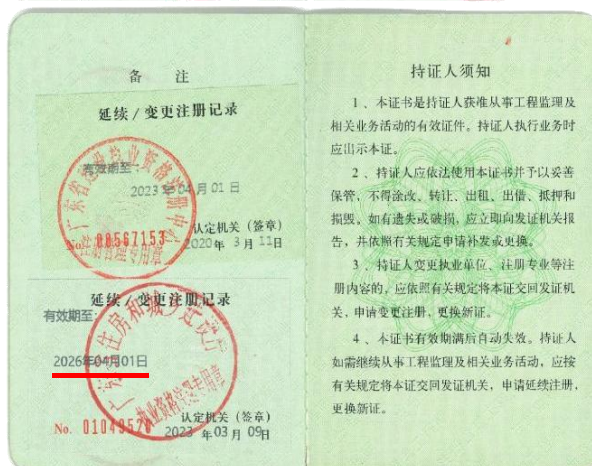 备 注
延续/变更注册记录
有效期至:
2023年04月01日
认定机关(签章)
No. 00567153
2020年 3月 11日
延续/变更注册记录
有效期至:
2026年04月01日
认定机关(签章)
No.
2023 年03月 09日
持证人须知
1、本证书是持证人获准从事工程监理及
相关业务活动的有效证件。持证人执行业务时
应出示本证。
2、持证人应依法使用本证书并予以妥善
保管,不得涂改、转让、出租、出借、抵押和
损毁。如有遗失或破损,应立即向发证机关报
告,并依照有关规定申请补发或更换。
3、持证人变更执业单位、注册专业等注
册内容的,应依照有关规定将本证交回发证机
关,申请变更注册,更换新证。
4、本证书有效期满后自动失效。持证人
如需继续从事工程监理及相关业务活动,应按
有关规定将本证交回发证机关,申请延续注册,
更换新证。